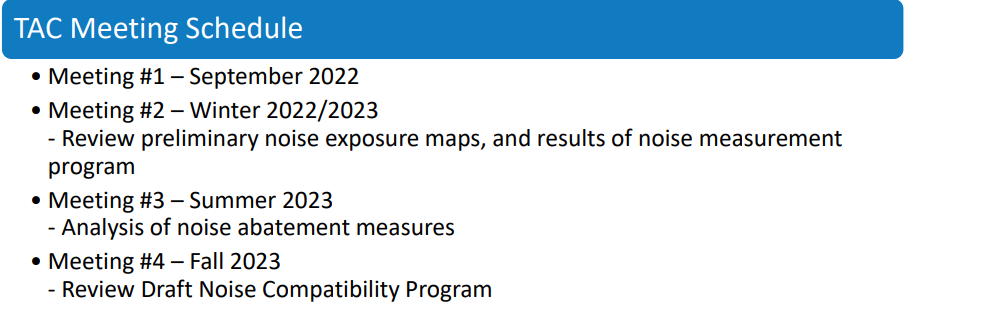 TAC Meeting Schedule
• Meeting #1 – September 2022
• Meeting #2 – Winter 2022/2023
- Review preliminary noise exposure maps, and results of noise measurement
program
• Meeting #3 – Summer 2023
- Analysis of noise abatement measures
• Meeting #4 – Fall 2023
- Review Draft Noise Compatibility Program